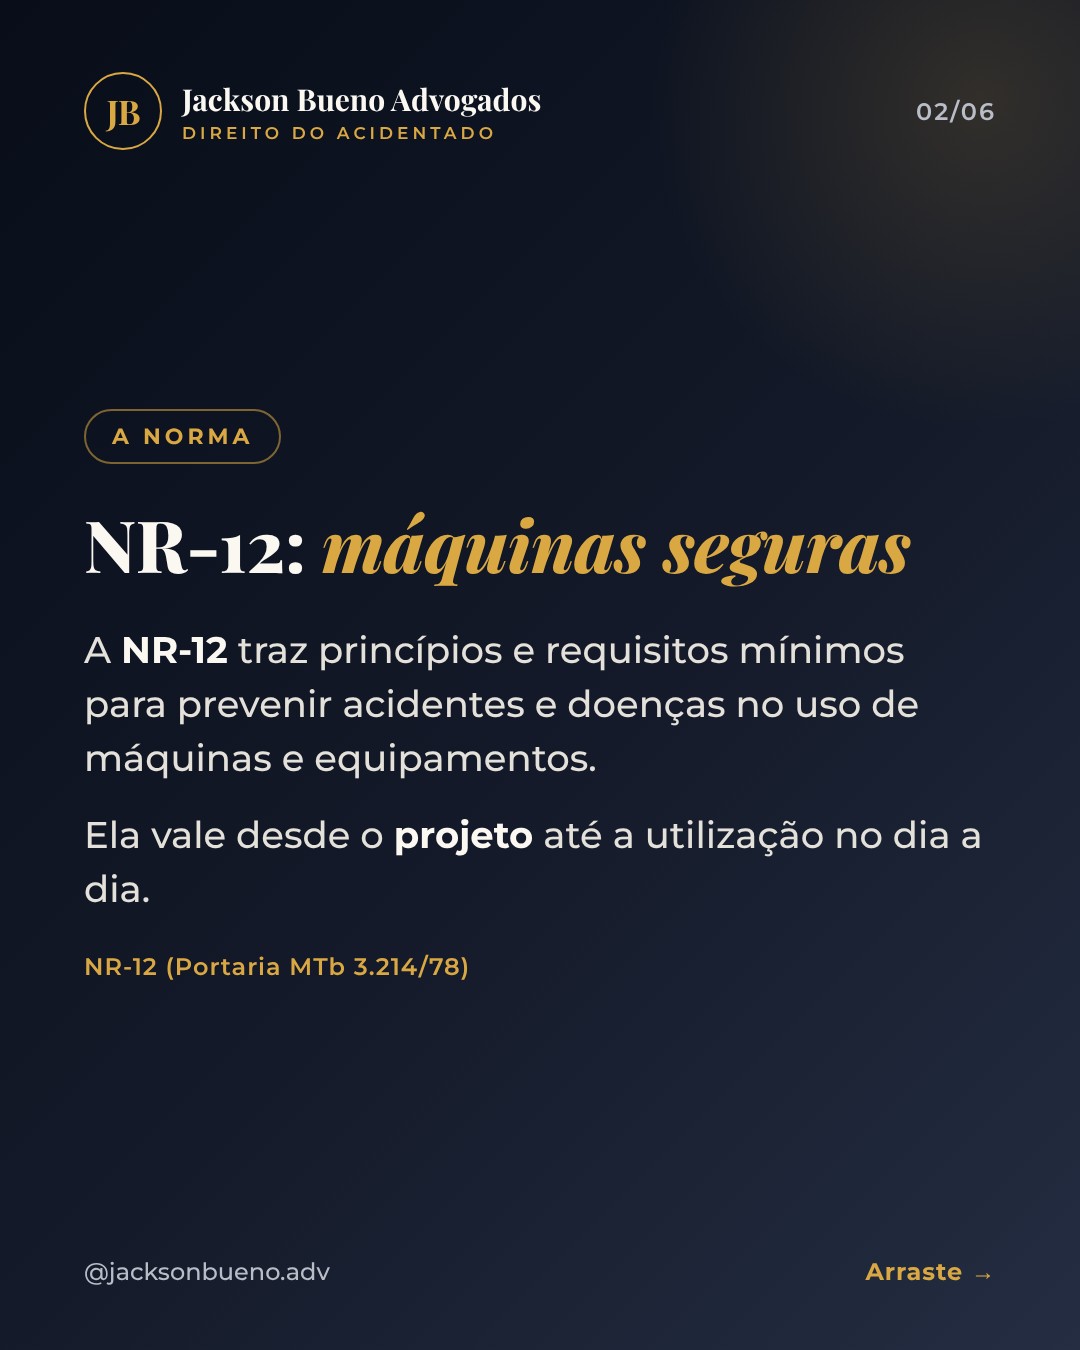 JB
Jackson Bueno Advogados
DIREITO DO ACIDENTADO
02/06
A NORMA
NR-12: máquinas seguras
A NR-12 traz princípios e requisitos mínimos
para prevenir acidentes e doenças no uso de
máquinas e equipamentos.
Ela vale desde o projeto até a utilização no dia a
dia.
NR-12 (Portaria MTb 3.214/78)
@jacksonbueno.adv
Arraste →